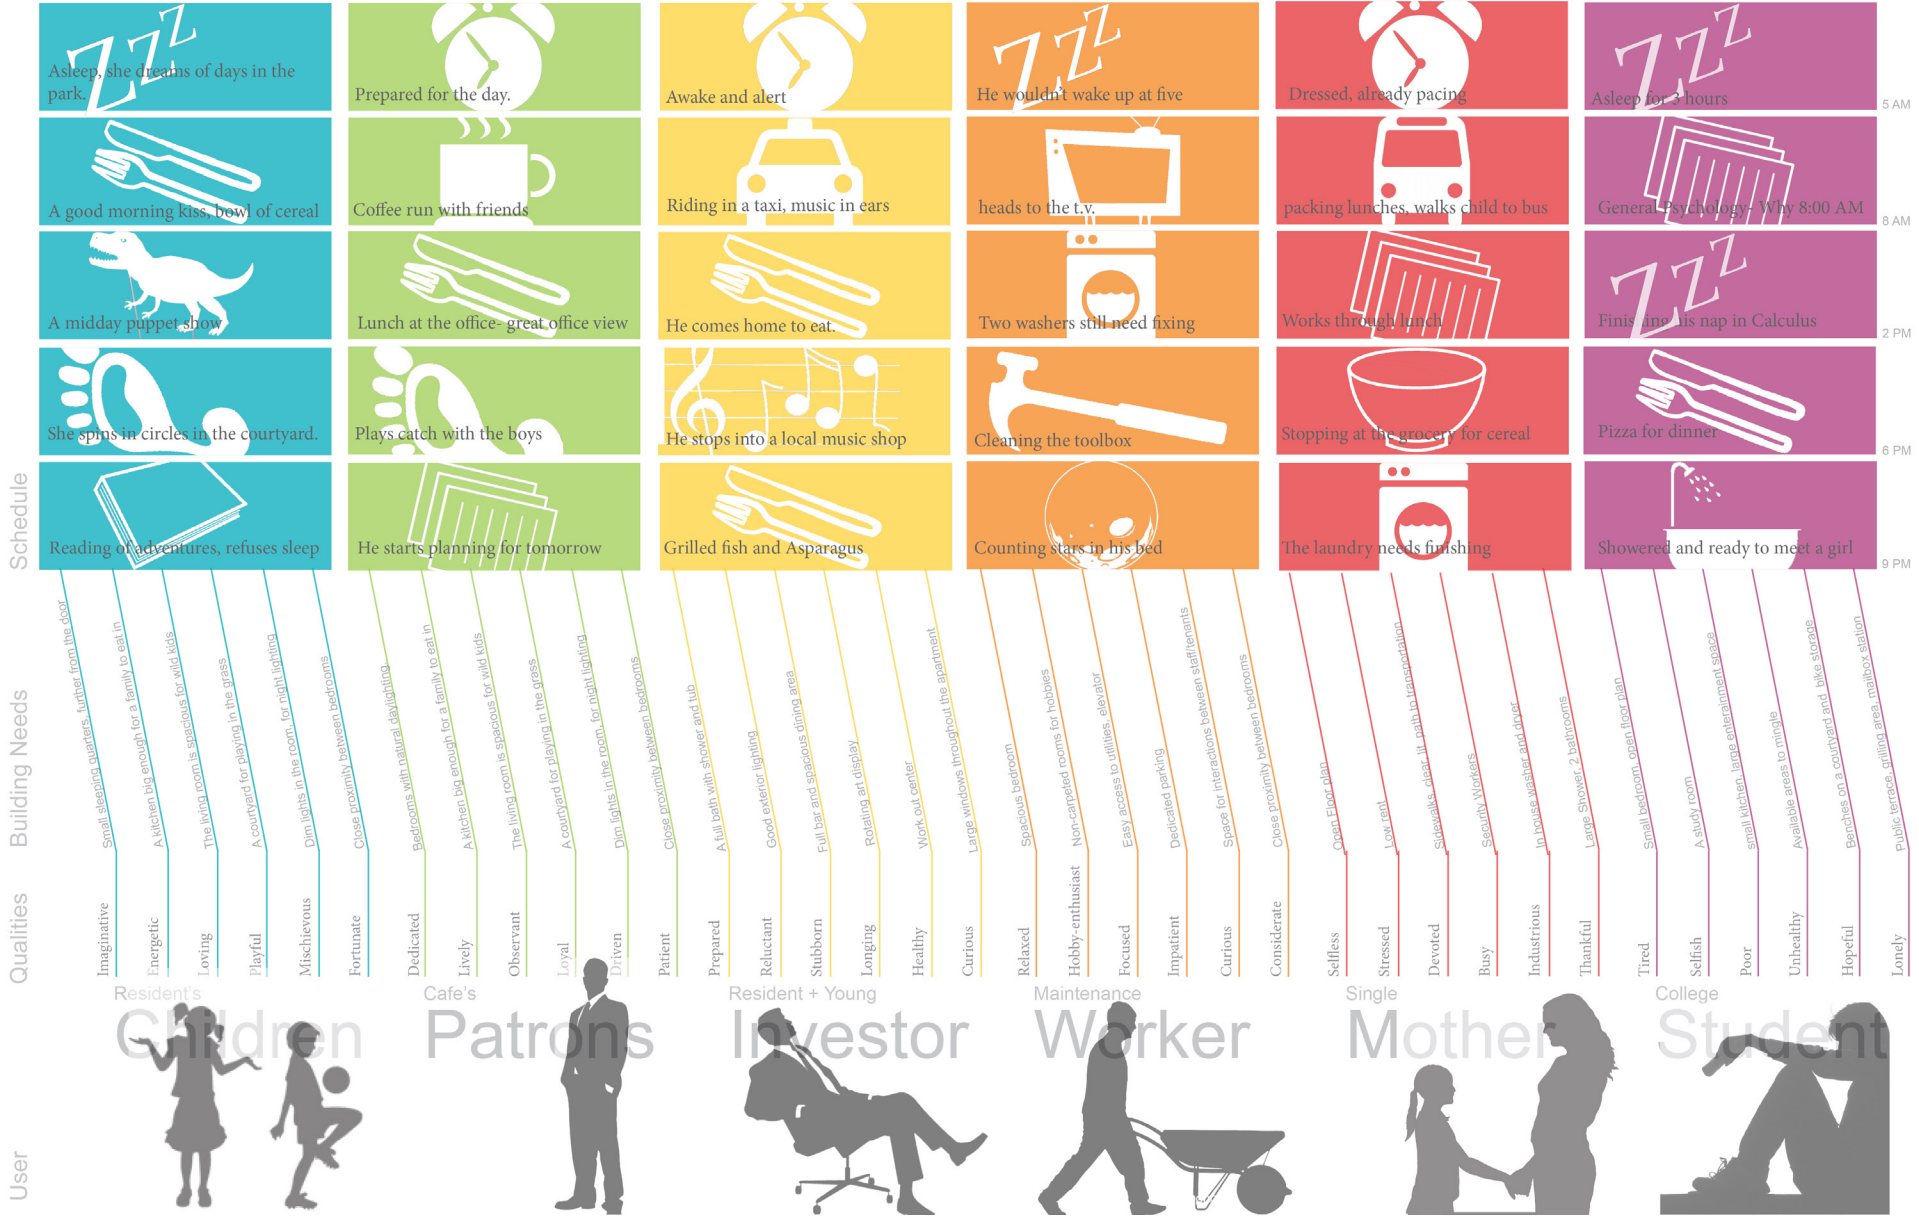 Asleep, she dreams of days in the
park.
Prepared for the day.
Awake and alert
He wouldn't wake up at five
Dressed, already pacing
Asleep for 3 hours
5 AM
A good morning kiss, bowl of cereal
Coffee run with friends
Riding in a taxi, music in ears
heads to the t.v.
packing lunches, walks child to bus
General Psychology- Why 8:00 AM
8 AM
A midday puppet show
Lunch at the office- great office view
He comes home to eat.
Two washers still need fixing
Works through lunch
Finishing his nap in Calculus
2 PM
She spins in circles in the courtyard.
Plays catch with the boys
He stops into a local music shop
Cleaning the toolbox
Stopping at the grocery for cereal
Pizza for dinner
6 PM
Schedule
Reading of adventures, refuses sleep
He starts planning for tomorrow
Grilled fish and Asparagus
Counting stars in his bed
The laundry needs finishing
Showered and ready to meet a girl
9 PM
Building Needs
Small sleeping quarters, further from the door
A kitchen big enough for a family to eat in
The living room is spacious for wild kids
A courtyard for playing in the grass
Dim lights in the room, for night lighting
Close proximity between bedrooms
Bedrooms with natural daylighting
A kitchen big enough for a family to eat in
The living room is spacious for wild kids
A courtyard for playing in the grass
Dim lights in the room, for night lighting
Close proximity between bedrooms
A full bath with shower and tub
Good exterior lighting
Full bar and spacious dining area
Rotating art display
Work out center
Large windows throughout the apartment
Spacious bedroom
Non-carpeted rooms for hobbies
Easy access to utilities, elevator
Dedicated parking
Space for interactions between staff/tenants
Close proximity between bedrooms
Open Floor plan
Low rent
Sidewalks, clear lit path to transportation
Security Workers
In house washer and dryer
Large Shower, 2 bathrooms
Small bedroom, open floor plan
A study room
small kitchen, large entertainment space
Available areas to mingle
Benches on a courtyard and bike storage
Public terrace, grilling area, mailbox station
Qualities
Imaginative
Energetic
Loving
Playful
Mischievous
Fortunate
Dedicated
Lively
Observant
Loyal
Driven
Patient
Prepared
Reluctant
Stubborn
Longing
Healthy
Curious
Relaxed
Hobby-enthusiast
Focused
Impatient
Curious
Considerate
Selfless
Stressed
Devoted
Busy
Industrious
Thankful
Tired
Selfish
Poor
Unhealthy
Hopeful
Lonely
User
Resident's
Children
Cafe's
Patrons
Resident + Young
Investor
Maintenance
Worker
Single
Mother
College
Student